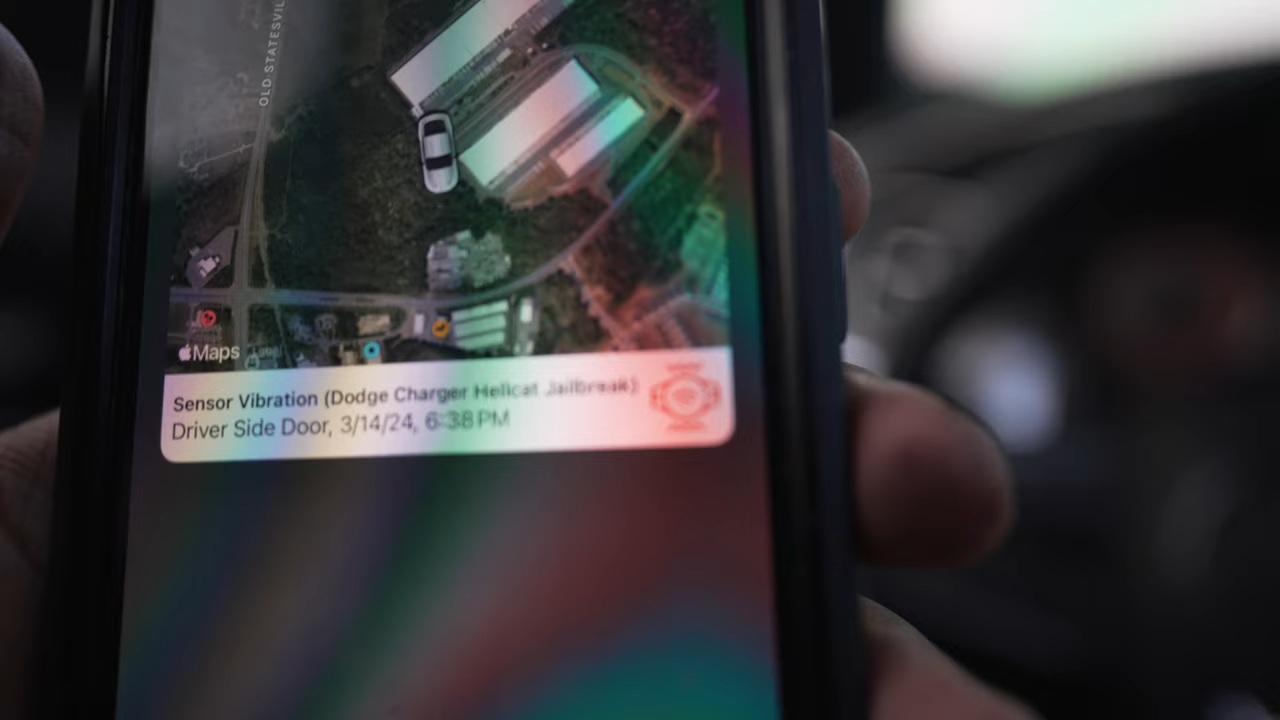 OLD STATESVIL
Maps
Sensor Vibration (Dodge Charger Hellcat Jailbreak)
Driver Side Door, 3/14/24, 6:38 PM